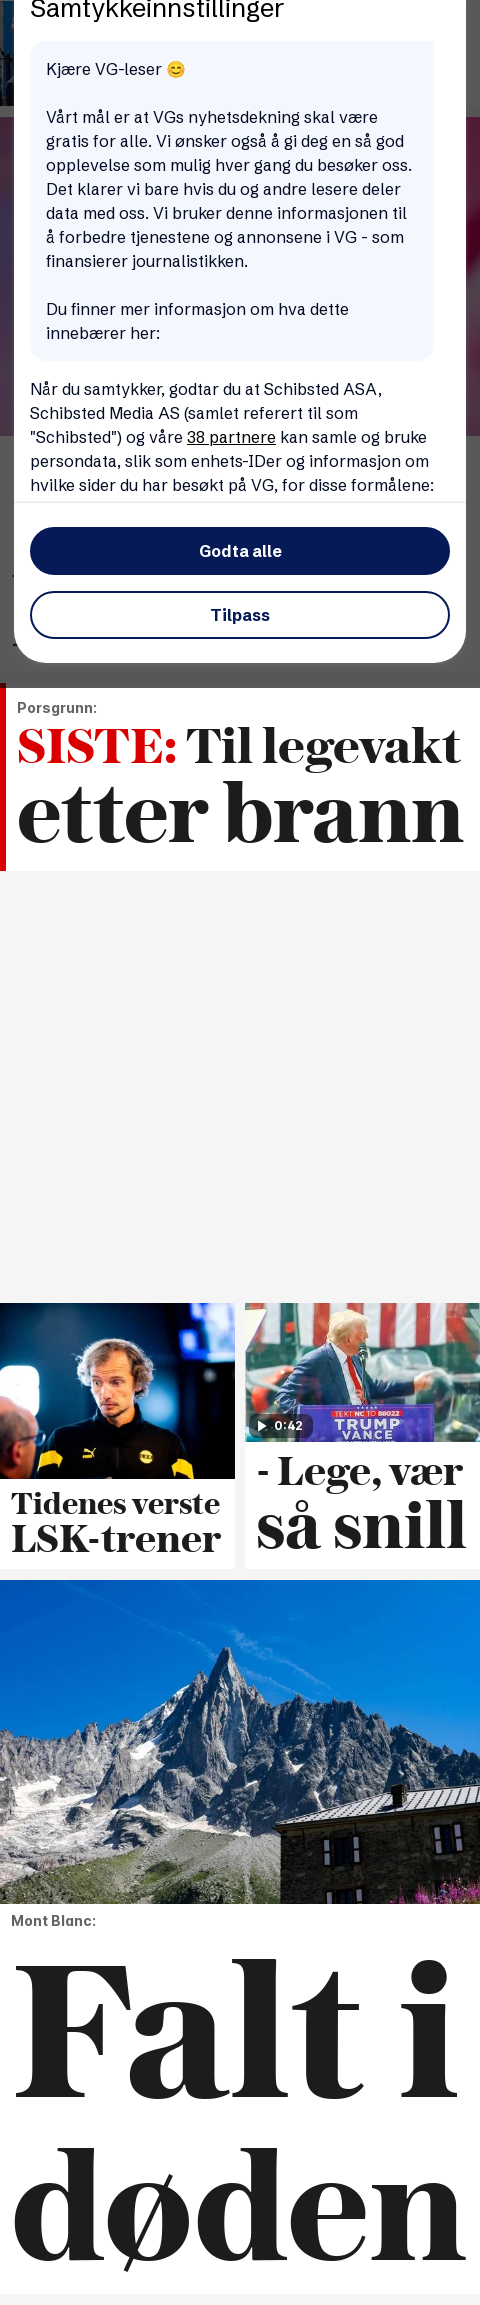 Samtykkeinnstillinger
Kjære VG-leser 😊
Vårt mål er at VGs nyhetsdekning skal være
gratis for alle. Vi ønsker også å gi deg en så god
opplevelse som mulig hver gang du besøker oss.
Det klarer vi bare hvis du og andre lesere deler
data med oss. Vi bruker denne informasjonen til
å forbedre tjenestene og annonsene i VG - som
finansierer journalistikken.
Du finner mer informasjon om hva dette
innebærer her:
Når du samtykker, godtar du at Schibsted ASA,
Schibsted Media AS (samlet referert til som
"Schibsted") og våre 38 partnere kan samle og bruke
persondata, slik som enhets-IDer og informasjon om
hvilke sider du har besøkt på VG, for disse formålene:
Godta alle
Tilpass
Porsgrunn:
SISTE: Til legevakt
etter brann
Tidenes verste
LSK-trener
0:42
TEXT NC TO 88022
TRUMP
VANCE
- Lege, vær
så snill
Mont Blanc:
Falt i
døden